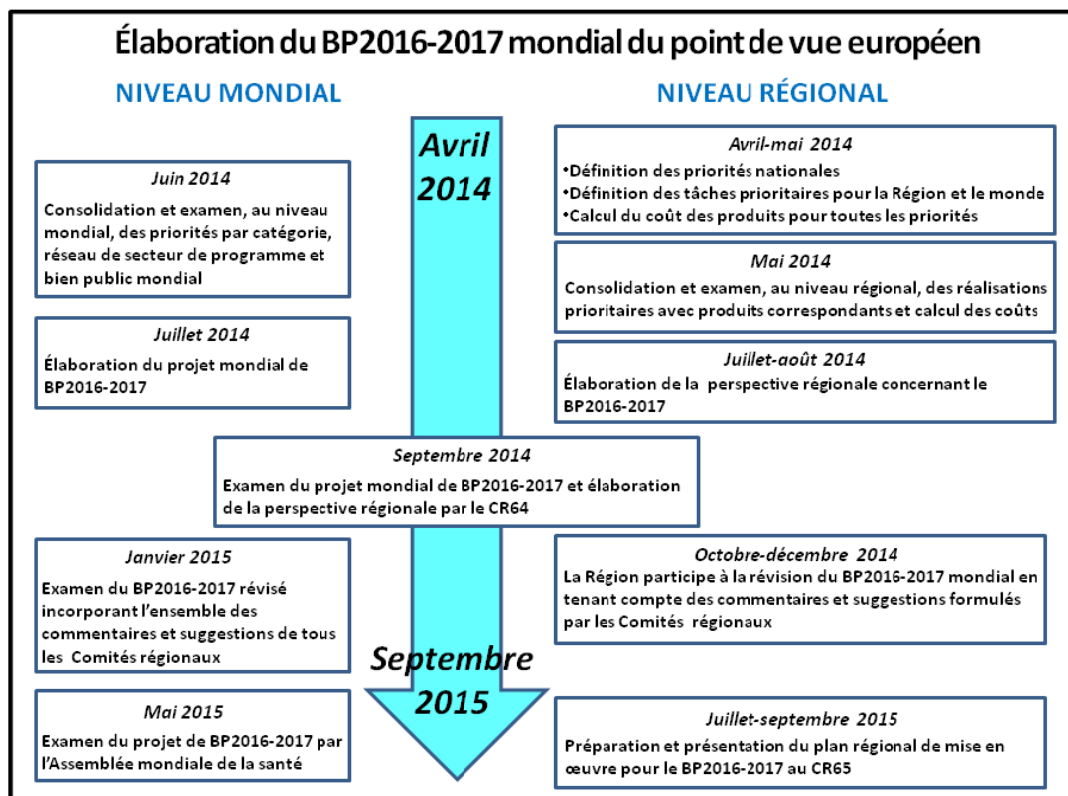 Élaboration du BP2016-2017 mondial du point de vue européen
NIVEAU MONDIAL
NIVEAU RÉGIONAL
Avril
2014
Avril-mai 2014
•Définition des priorités nationales
•Définition des tâches prioritaires pour la Région et le monde
•Calcul du coût des produits pour toutes les priorités
Juin 2014
Consolidation et examen, au niveau
mondial, des priorités par catégorie,
réseau de secteur de programme et
bien public mondial
Mai 2014
Consolidation et examen, au niveau régional, des réalisations
prioritaires avec produits correspondants et calcul des coûts
Juillet 2014
Élaboration du projet mondial de
BP2016-2017
Juillet-août 2014
Élaboration de la perspective régionale concernant le
BP2016-2017
Septembre 2014
Examen du projet mondial de BP2016-2017 et élaboration
de la perspective régionale par le CR64
Janvier 2015
Examen du BP2016-2017 révisé
incorporant l'ensemble des
commentaires et suggestions de tous
les Comités régionaux
Octobre-décembre 2014
La Région participe à la révision du BP2016-2017 mondial en
tenant compte des commentaires et suggestions formulés
par les Comités régionaux
Septembre
2015
Mai 2015
Examen du projet de BP2016-2017 par
l'Assemblée mondiale de la santé
Juillet-septembre 2015
Préparation et présentation du plan régional de mise en
œuvre pour le BP2016-2017 au CR65